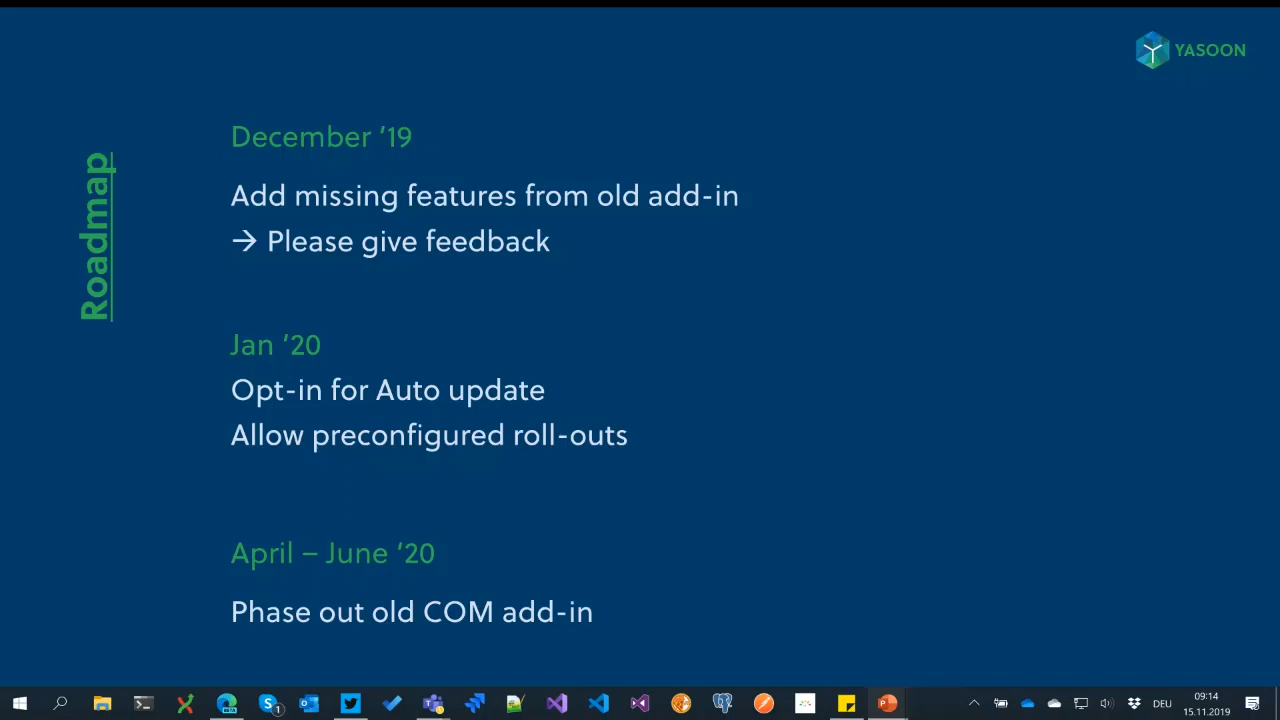 YASOON
Roadmap
December '19
Add missing features from old add-in
→ Please give feedback
Jan '20
Opt-in for Auto update
Allow preconfigured roll-outs
April – June '20
Phase out old COM add-in
BETA
1
DEU
09:14
15.11.2019